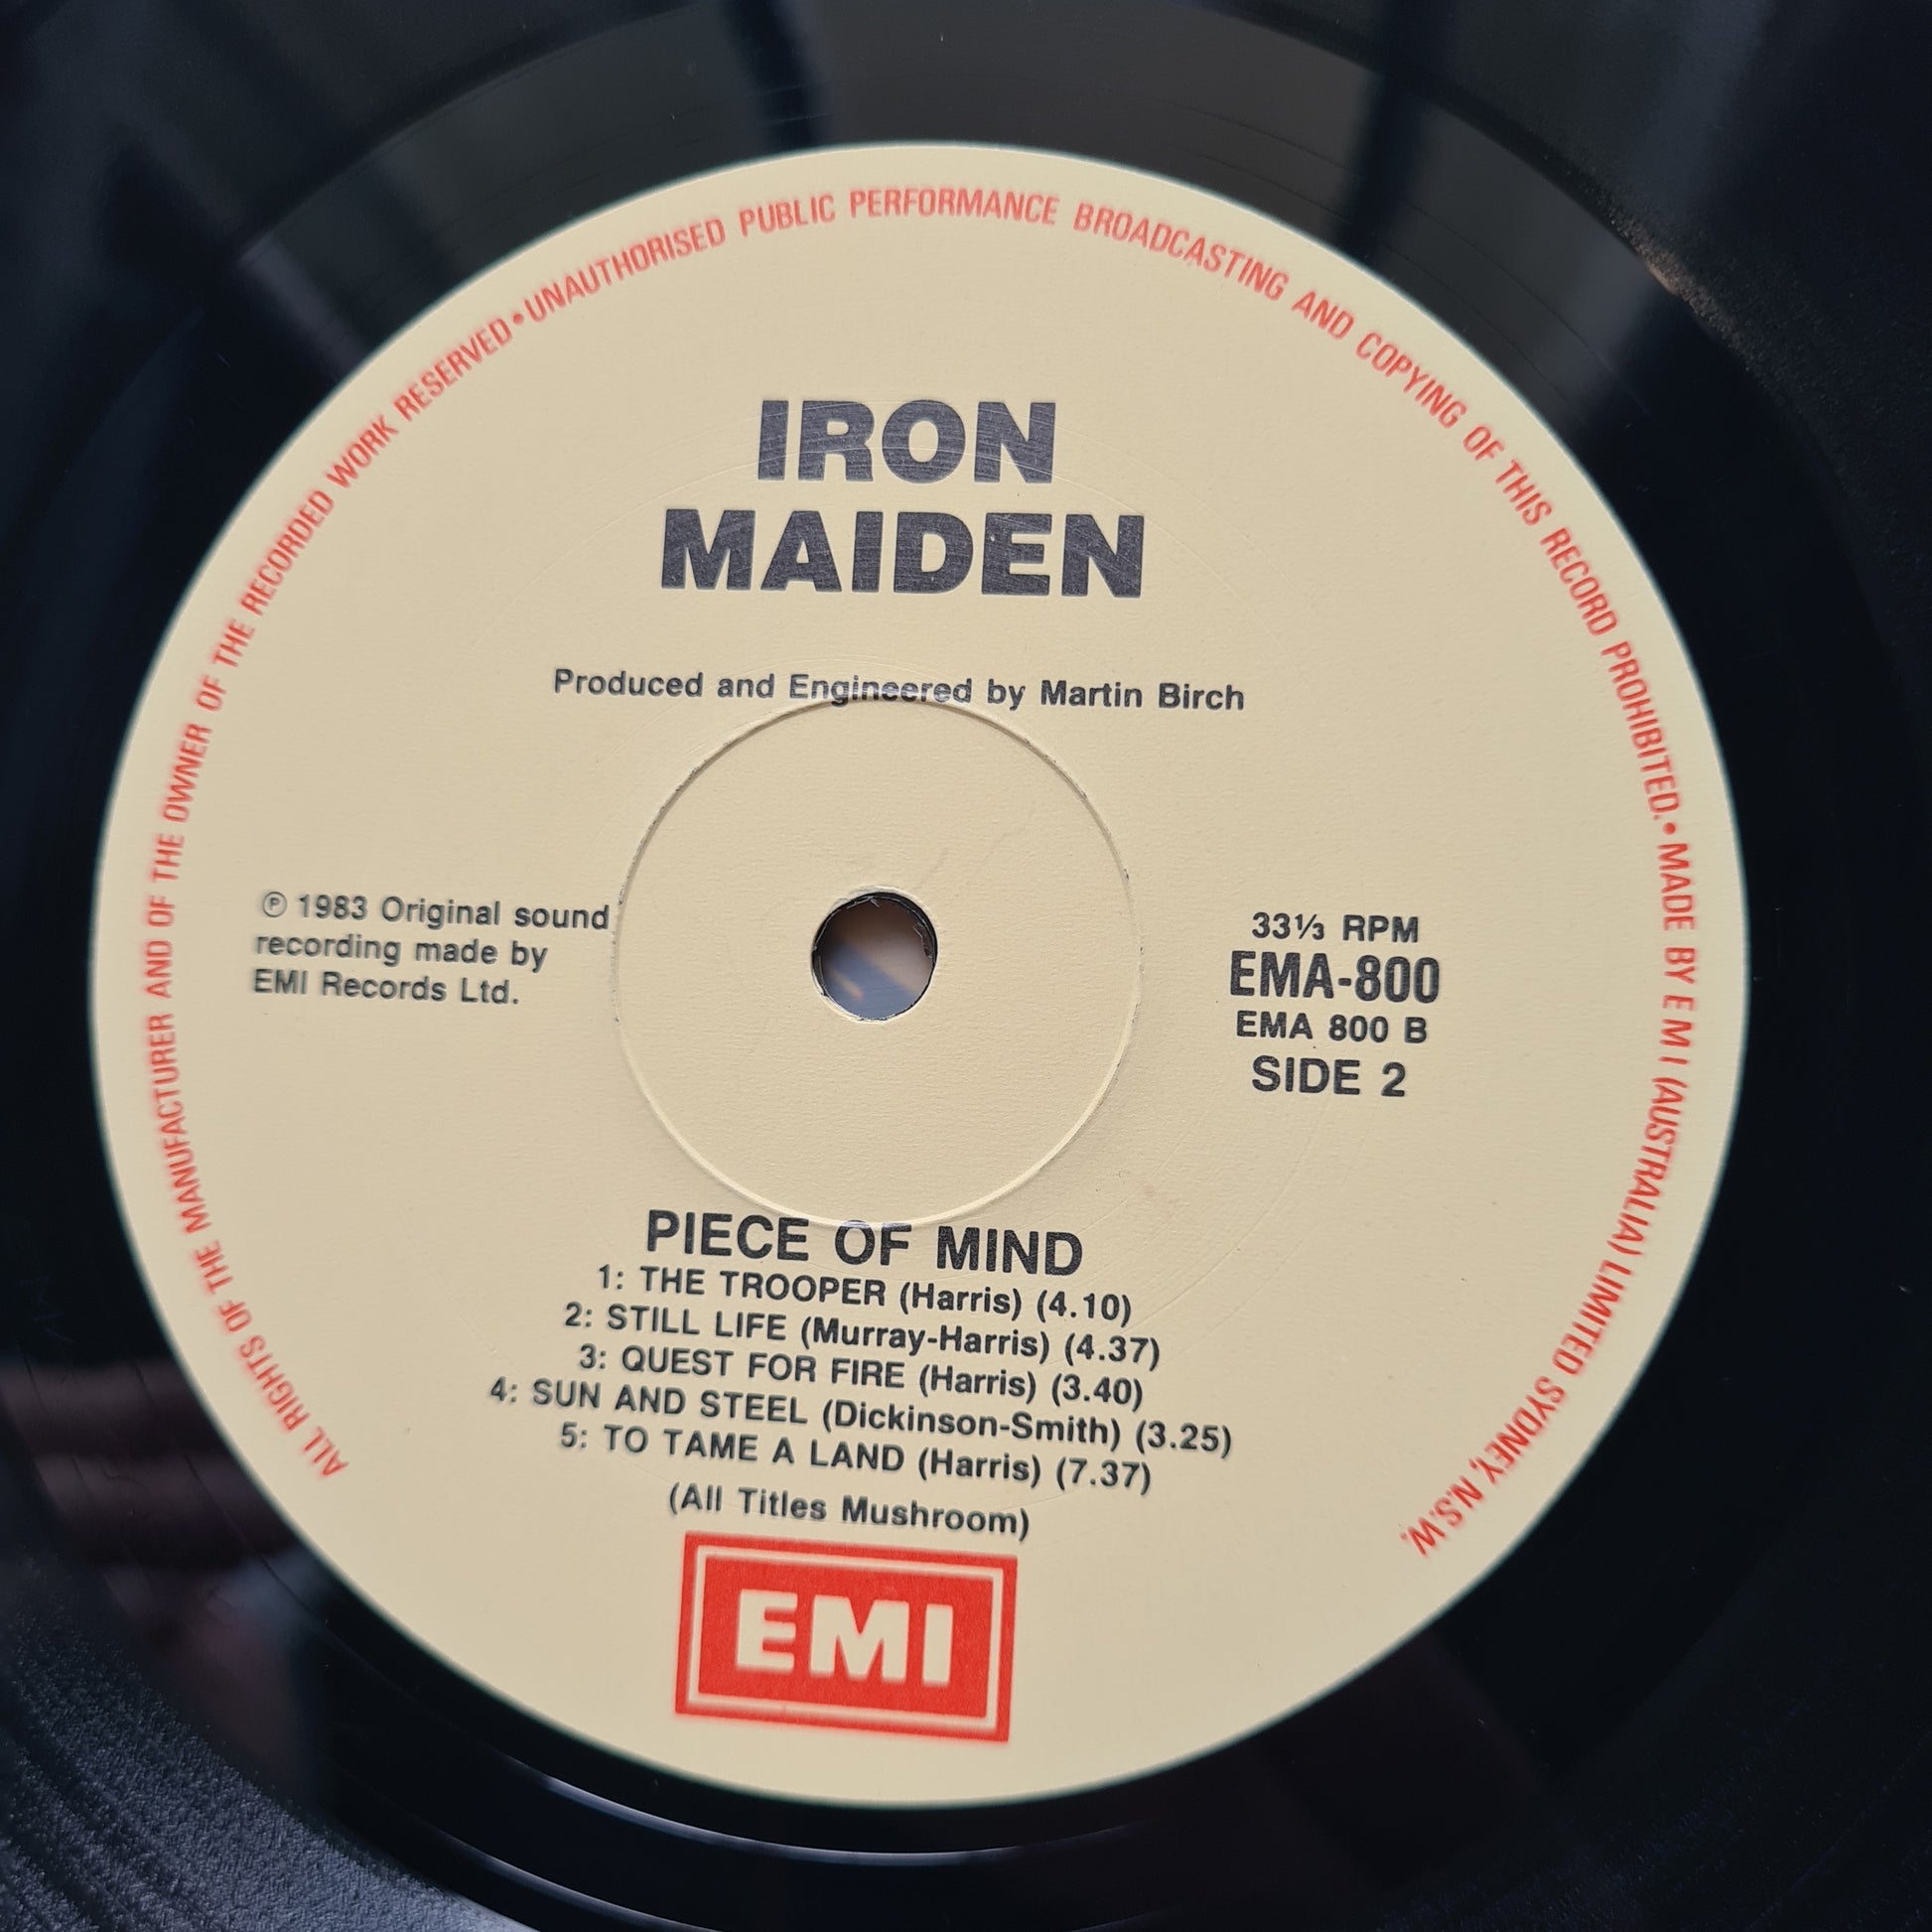 ALL RIGHTS OF THE MANUFACTURER AND OF THE OWNER OF THE RECORDED WORK RESERVED • UNAUTHORISED PUBLIC PERFORMANCE BROADCASTING AND COPYING OF THIS RECORD PROHIBITED. • MADE BY E M I (AUSTRALIA) LIMITED SYDNEY, N.S.W.
IRON
MAIDEN
Produced and Engineered by Martin Birch
℗ 1983 Original sound
recording made by
EMI Records Ltd.
33⅓ RPM
EMA-800
EMA 800 B
SIDE 2
PIECE OF MIND
1: THE TROOPER (Harris) (4.10)
2: STILL LIFE (Murray-Harris) (4.37)
3: QUEST FOR FIRE (Harris) (3.40)
4: SUN AND STEEL (Dickinson-Smith) (3.25)
5: TO TAME A LAND (Harris) (7.37)
(All Titles Mushroom)
EMI